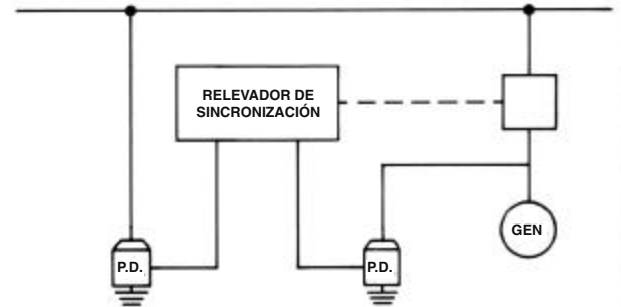 RELEVADOR DE
SINCRONIZACIÓN
GEN
P.D.
P.D.